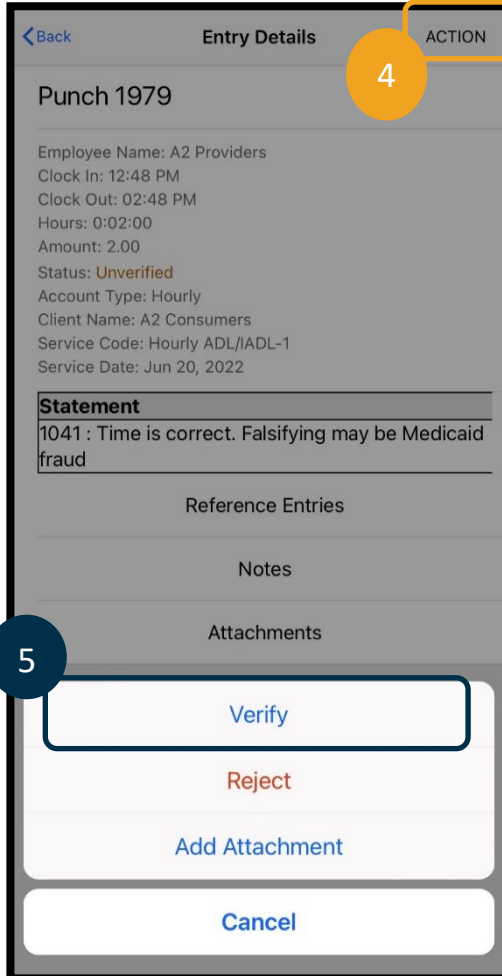 Back Entry Details ACTION
4
Punch 1979
Employee Name: A2 Providers
Clock In: 12:48 PM
Clock Out: 02:48 PM
Hours: 0:02:00
Amount: 2.00
Status: Unverified
Account Type: Hourly
Client Name: A2 Consumers
Service Code: Hourly ADL/IADL-1
Service Date: Jun 20, 2022
Statement
1041 : Time is correct. Falsifying may be Medicaid
fraud
Reference Entries
Notes
Attachments
5
Verify
Reject
Add Attachment
Cancel